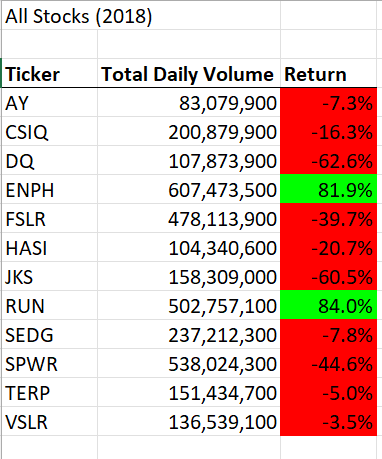 All Stocks (2018)
Ticker Total Daily Volume Return
AY 83,079,900 -7.3%
CSIQ 200,879,900 -16.3%
DQ 107,873,900 -62.6%
ENPH 607,473,500 81.9%
FSLR 478,113,900 -39.7%
HASI 104,340,600 -20.7%
JKS 158,309,000 -60.5%
RUN 502,757,100 84.0%
SEDG 237,212,300 -7.8%
SPWR 538,024,300 -44.6%
TERP 151,434,700 -5.0%
VSLR 136,539,100 -3.5%